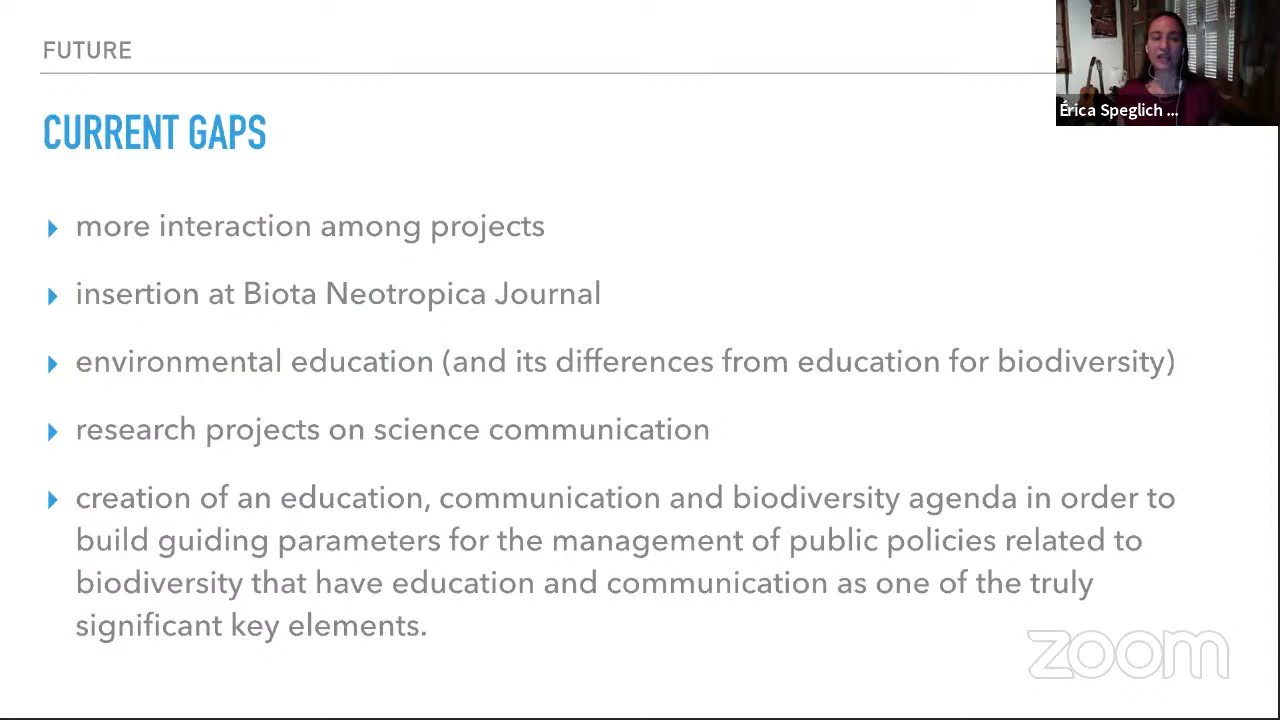 FUTURE
Érica Speglich ...
CURRENT GAPS
more interaction among projects
insertion at Biota Neotropica Journal
environmental education (and its differences from education for biodiversity)
research projects on science communication
creation of an education, communication and biodiversity agenda in order to
build guiding parameters for the management of public policies related to
biodiversity that have education and communication as one of the truly
significant key elements.
zoom